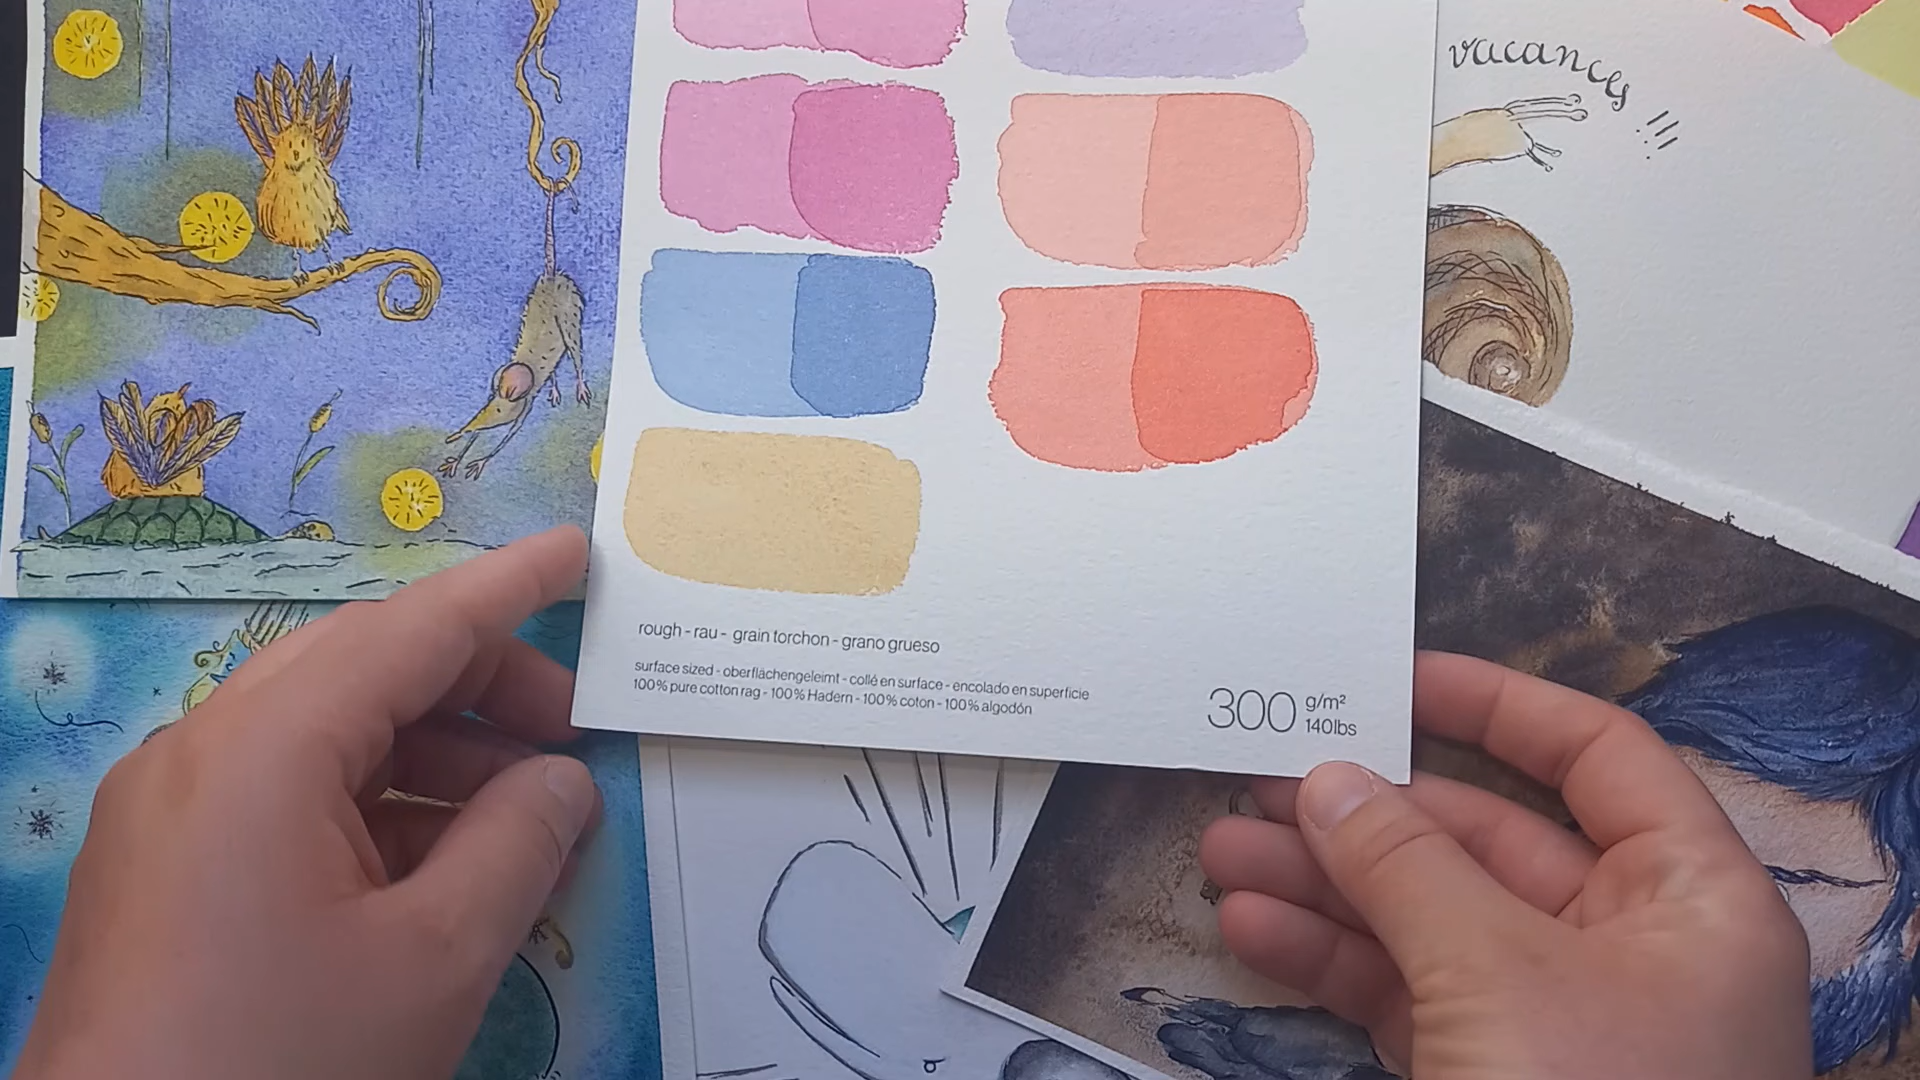 vacances !!!
rough - rau - grain torchon - grano grueso
surface sized - oberflächengeleimt - collé en surface - encolado en superficie
100% pure cotton rag - 100% Hadern - 100% coton - 100% algodón
300 g/m²
140lbs